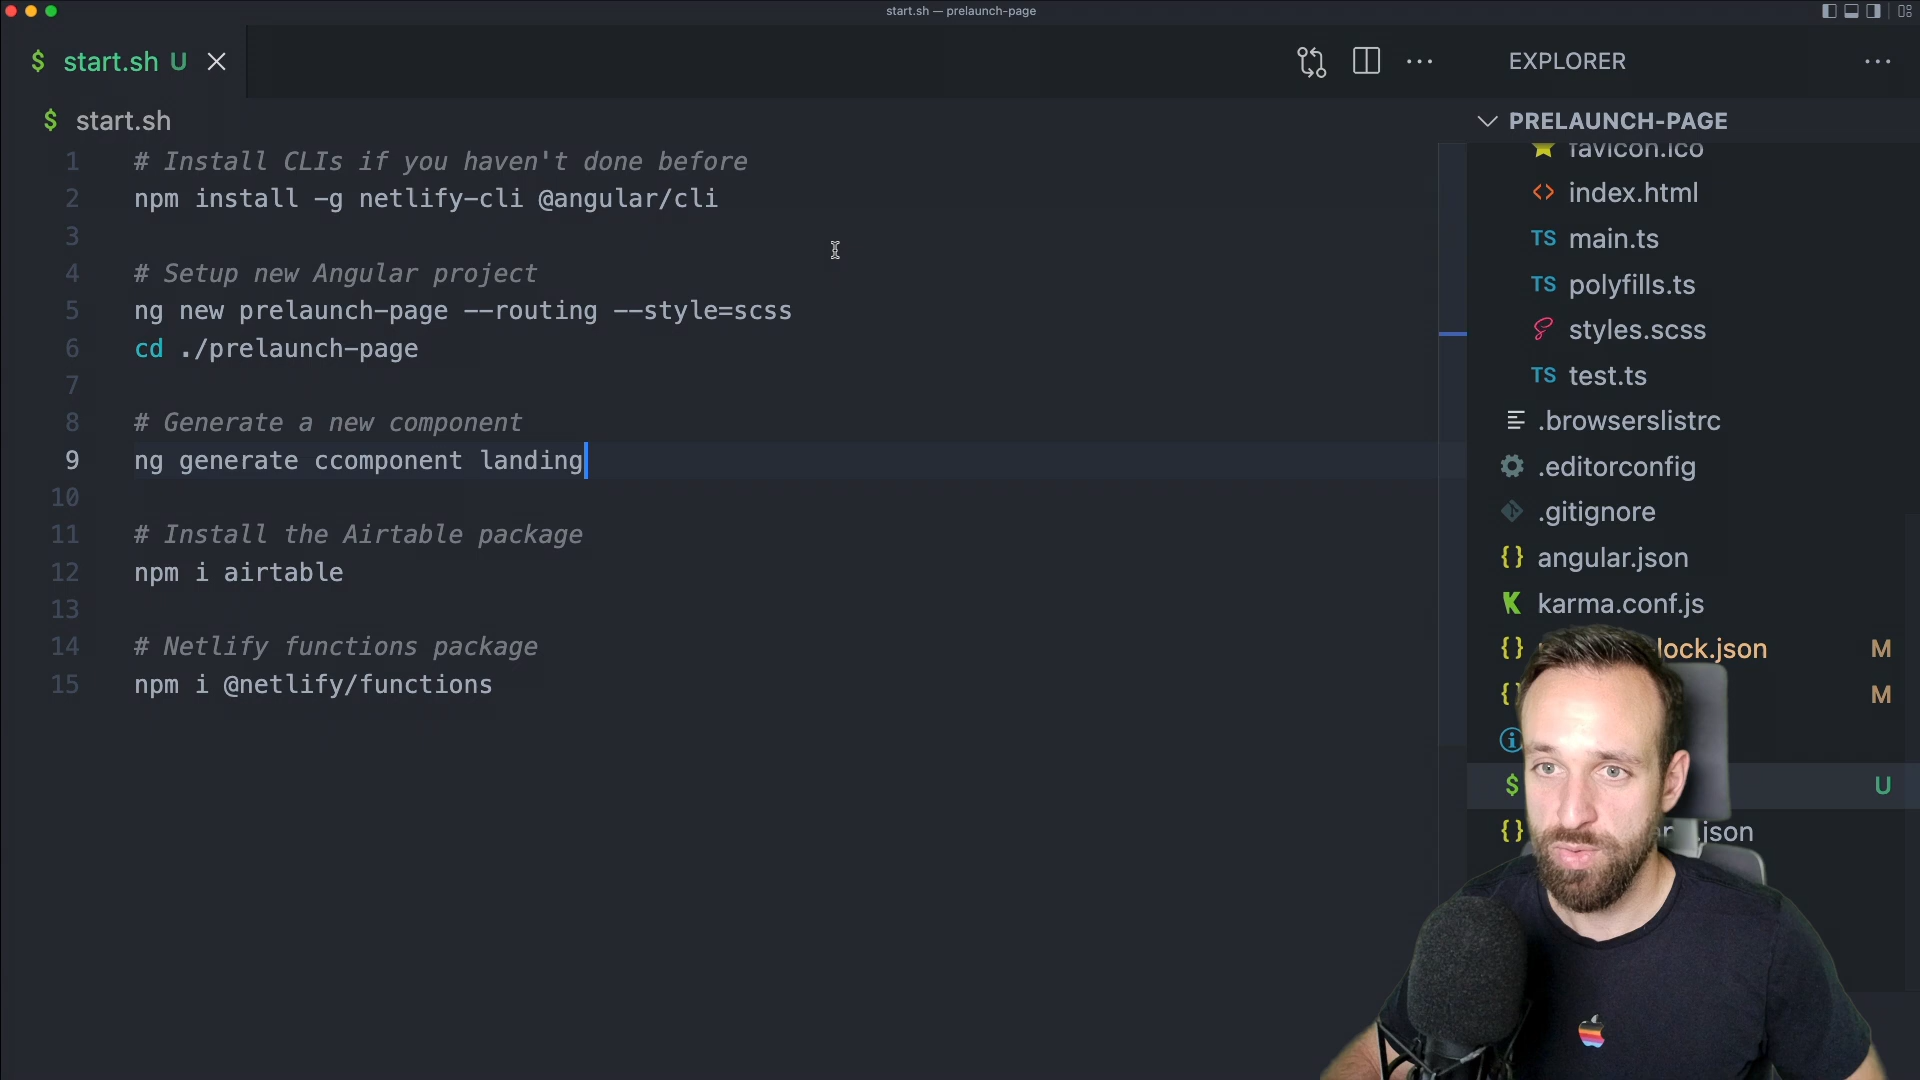 start.sh — prelaunch-page
$ start.sh U
EXPLORER
$ start.sh
PRELAUNCH-PAGE
1 # Install CLIs if you haven't done before
2 npm install -g netlify-cli @angular/cli
3
4 # Setup new Angular project
5 ng new prelaunch-page --routing --style=scss
6 cd ./prelaunch-page
7
8 # Generate a new component
9 ng generate ccomponent landing
10
11 # Install the Airtable package
12 npm i airtable
13
14 # Netlify functions package
15 npm i @netlify/functions
favicon.ico
<> index.html
TS main.ts
TS polyfills.ts
styles.scss
TS test.ts
.browserslistrc
.editorconfig
.gitignore
{} angular.json
K karma.conf.js
{} lock.json M
M
$ U
{} .json